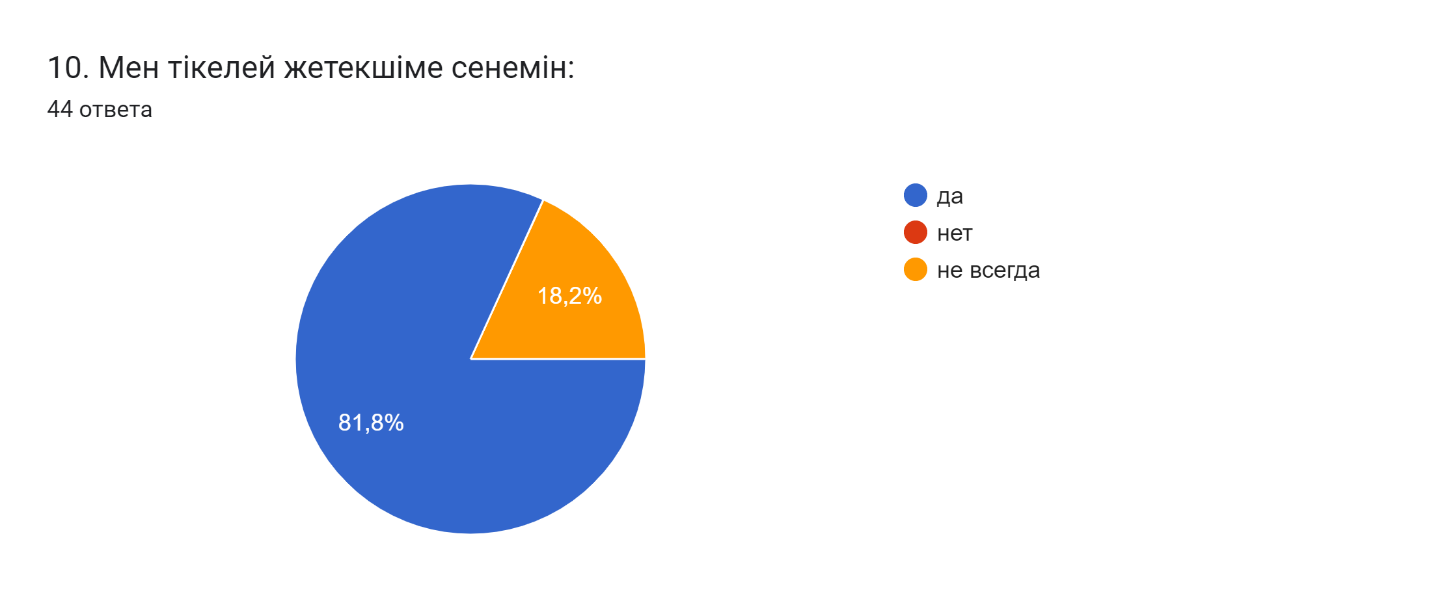 10. Мен тікелей жетекшіме сенемін:
44 ответа
да
нет
не всегда
18,2%
81,8%